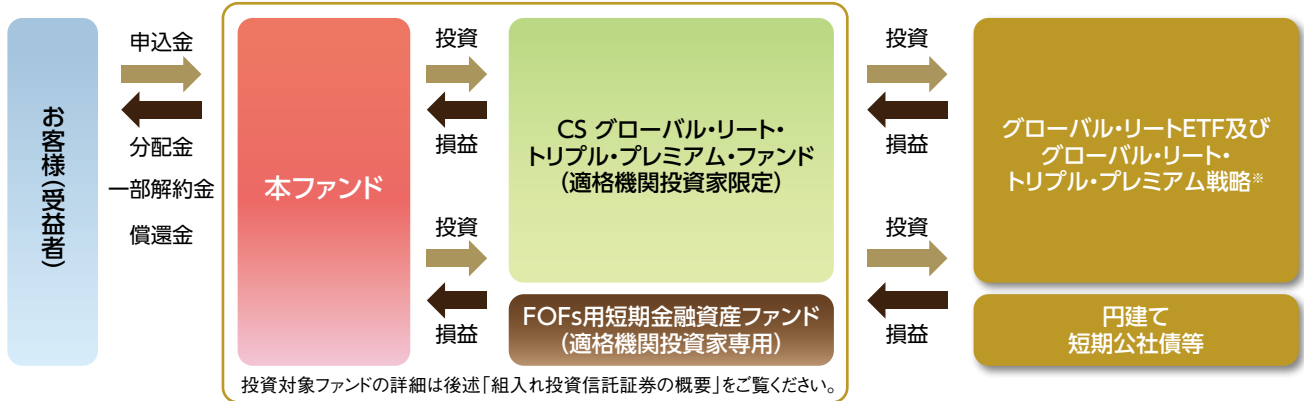 お客様(受益者)
申込金
分配金
一部解約金
償還金
本ファンド
投資
損益
投資
損益
CS グローバル・リート・
トリプル・プレミアム・ファンド
(適格機関投資家限定)
FOFs用短期金融資産ファンド
(適格機関投資家専用)
投資
損益
投資
損益
グローバル・リートETF及び
グローバル・リート・
トリプル・プレミアム戦略※
円建て
短期公社債等
投資対象ファンドの詳細は後述「組入れ投資信託証券の概要」をご覧ください。